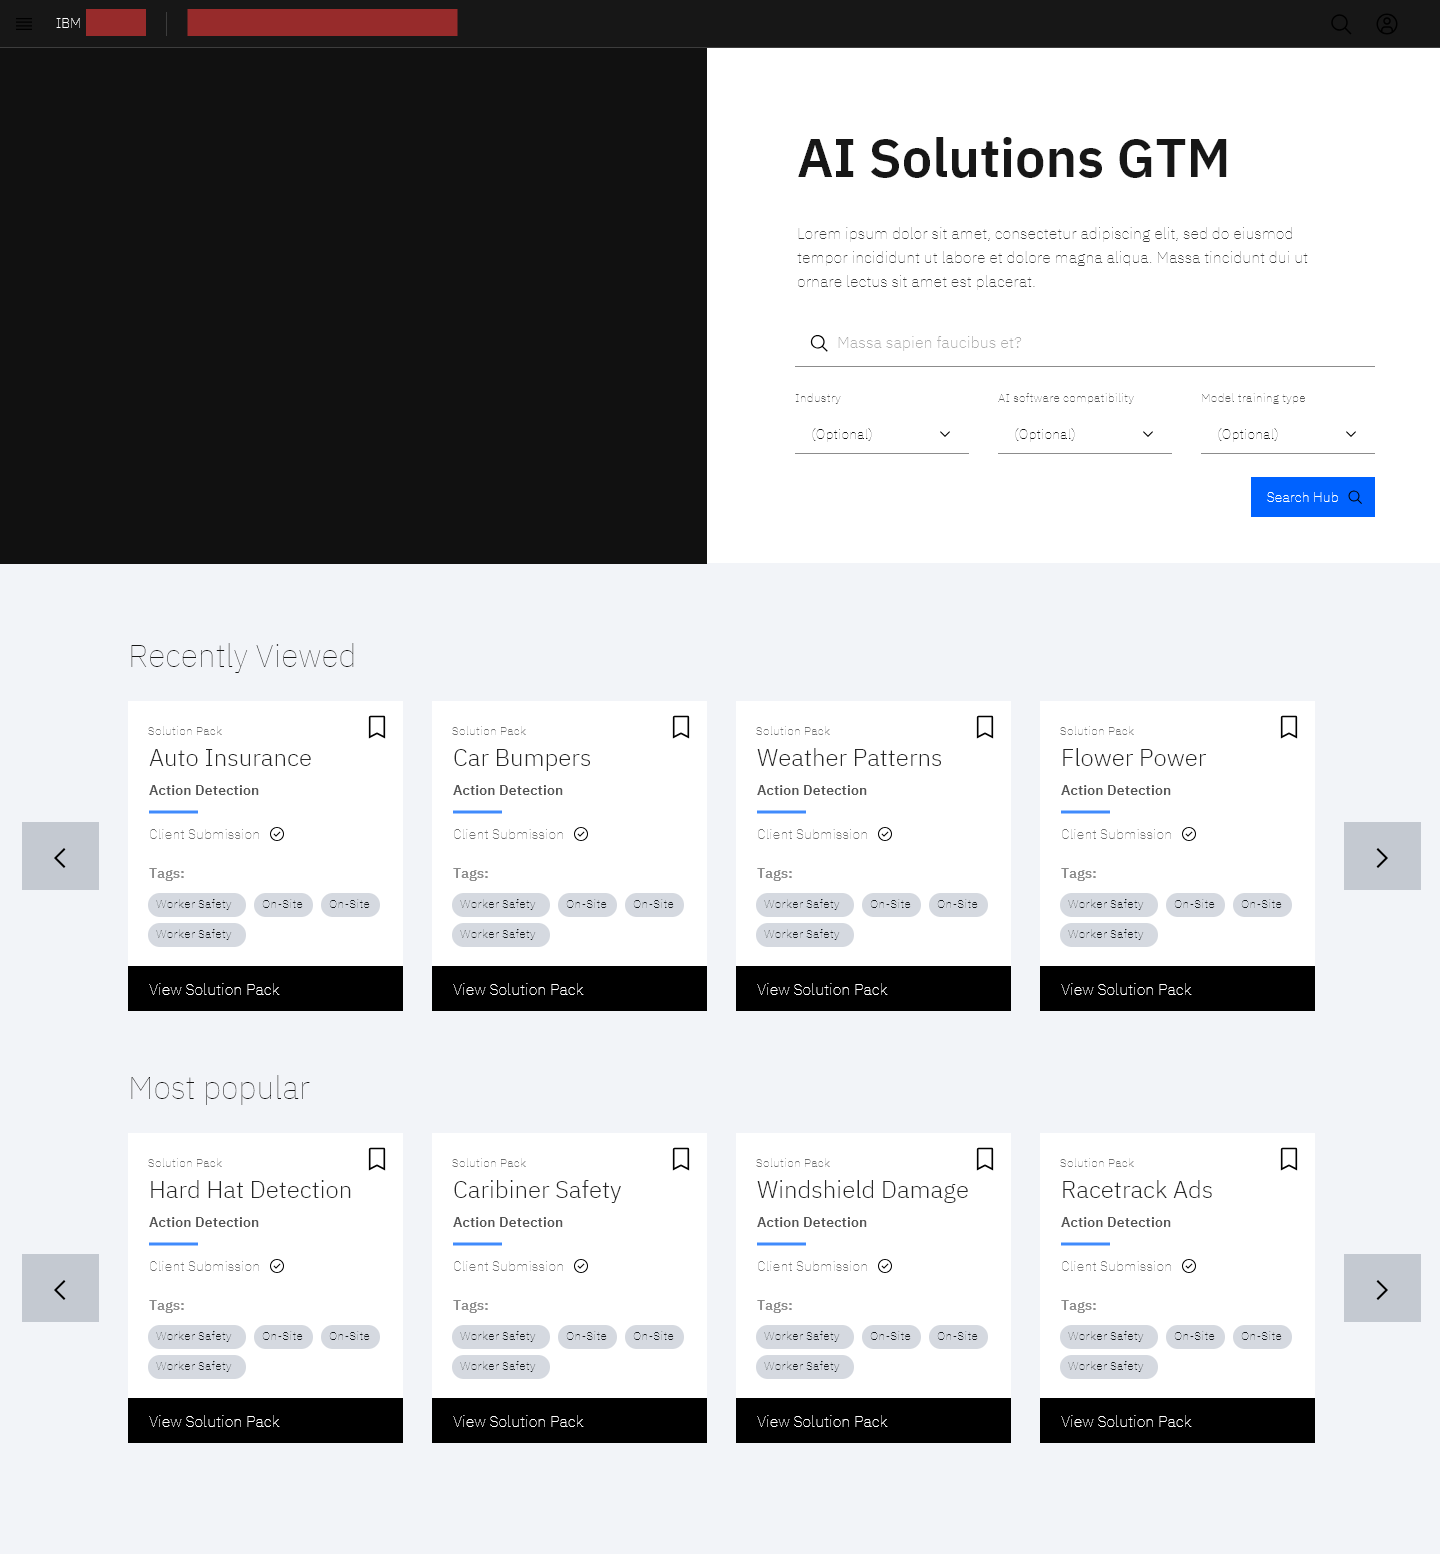 IBM
AI Solutions GTM
Lorem ipsum dolor sit amet, consectetur adipiscing elit, sed do eiusmod
tempor incididunt ut labore et dolore magna aliqua. Massa tincidunt dui ut
ornare lectus sit amet est placerat.
Massa sapien faucibus et?
Industry AI software compatibility Model training type
(Optional) (Optional) (Optional)
Search Hub
Recently Viewed
Solution Pack
Auto Insurance
Action Detection
Client Submission
Tags:
Worker Safety On-Site On-Site
Worker Safety
View Solution Pack
Solution Pack
Car Bumpers
Action Detection
Client Submission
Tags:
Worker Safety On-Site On-Site
Worker Safety
View Solution Pack
Solution Pack
Weather Patterns
Action Detection
Client Submission
Tags:
Worker Safety On-Site On-Site
Worker Safety
View Solution Pack
Solution Pack
Flower Power
Action Detection
Client Submission
Tags:
Worker Safety On-Site On-Site
Worker Safety
View Solution Pack
Most popular
Solution Pack
Hard Hat Detection
Action Detection
Client Submission
Tags:
Worker Safety On-Site On-Site
Worker Safety
View Solution Pack
Solution Pack
Caribiner Safety
Action Detection
Client Submission
Tags:
Worker Safety On-Site On-Site
Worker Safety
View Solution Pack
Solution Pack
Windshield Damage
Action Detection
Client Submission
Tags:
Worker Safety On-Site On-Site
Worker Safety
View Solution Pack
Solution Pack
Racetrack Ads
Action Detection
Client Submission
Tags:
Worker Safety On-Site On-Site
Worker Safety
View Solution Pack